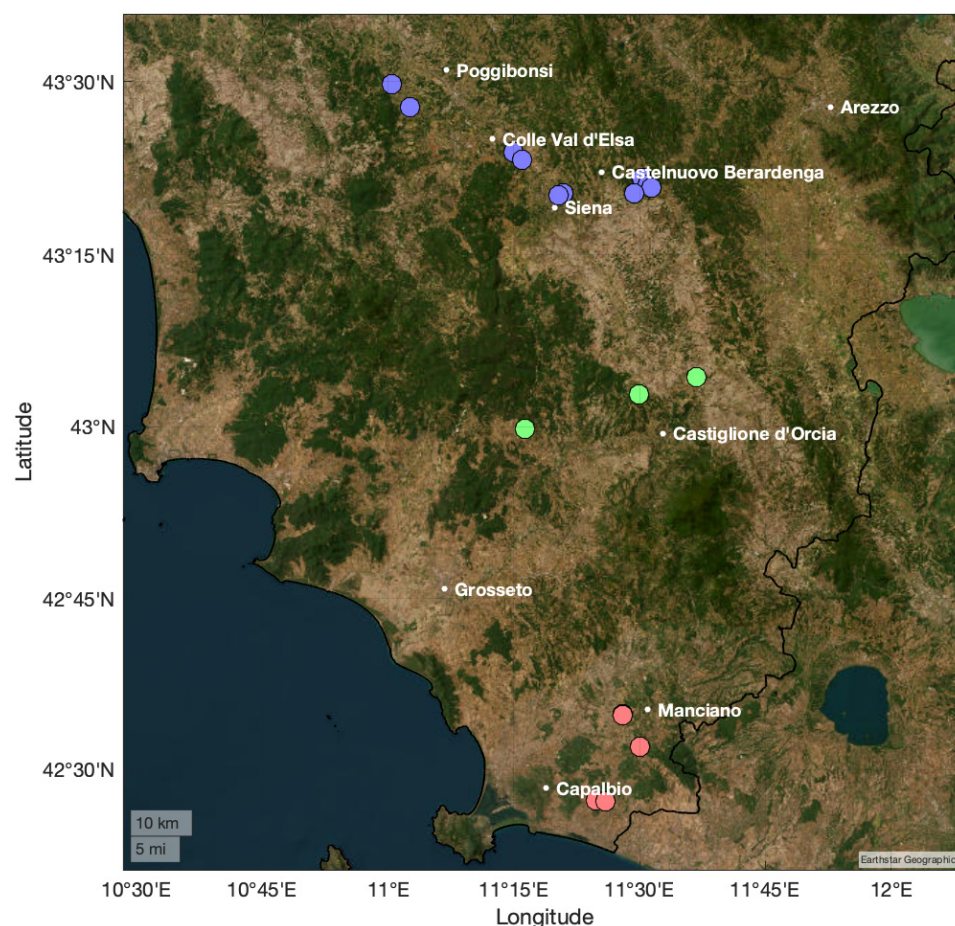 43°30'N
Poggibonsi
Arezzo
Colle Val d'Elsa
Castelnuovo Berardenga
Siena
43°15'N
43°N
Castiglione d'Orcia
Latitude
42°45'N
Grosseto
Manciano
42°30'N
Capalbio
10 km
5 mi
Earthstar Geographic
10°30'E 10°45'E 11°E 11°15'E 11°30'E 11°45'E 12°E
Longitude